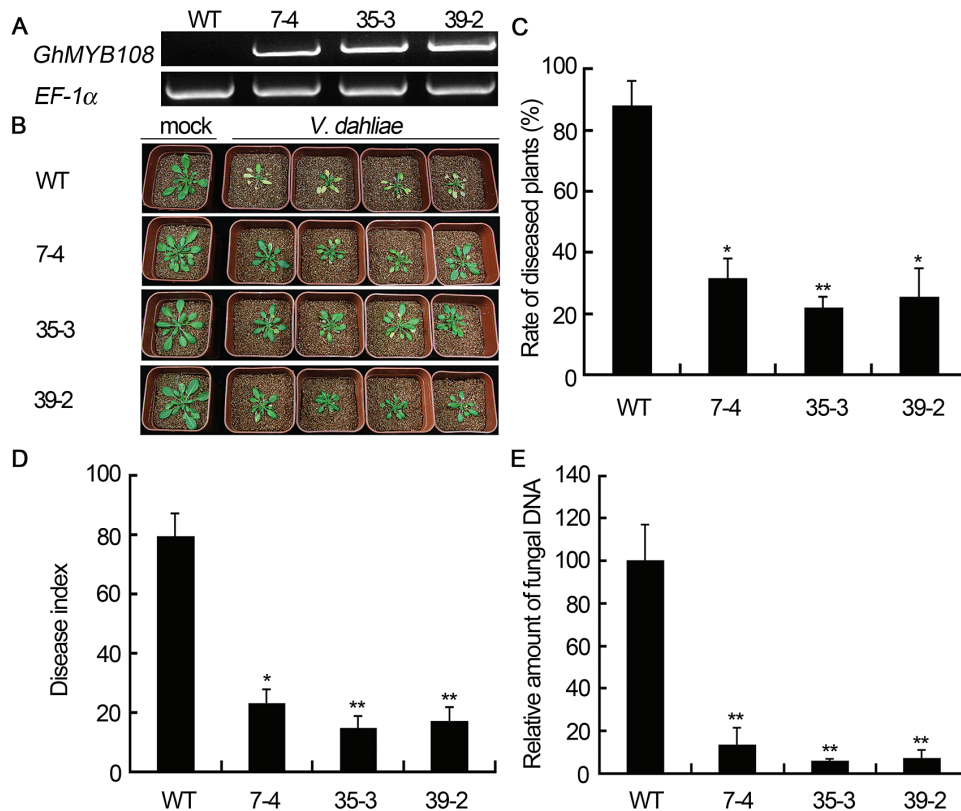 A
WT 7-4 35-3 39-2
GhMYB108
EF-1α
B
mock V. dahliae
WT
7-4
35-3
39-2
C
Rate of diseased plants (%)
100
80
60
40
20
0
* ** *
WT 7-4 35-3 39-2
D
Disease index
100
80
60
40
20
0
* ** **
WT 7-4 35-3 39-2
E
Relative amount of fungal DNA
140
120
100
80
60
40
20
0
** ** **
WT 7-4 35-3 39-2